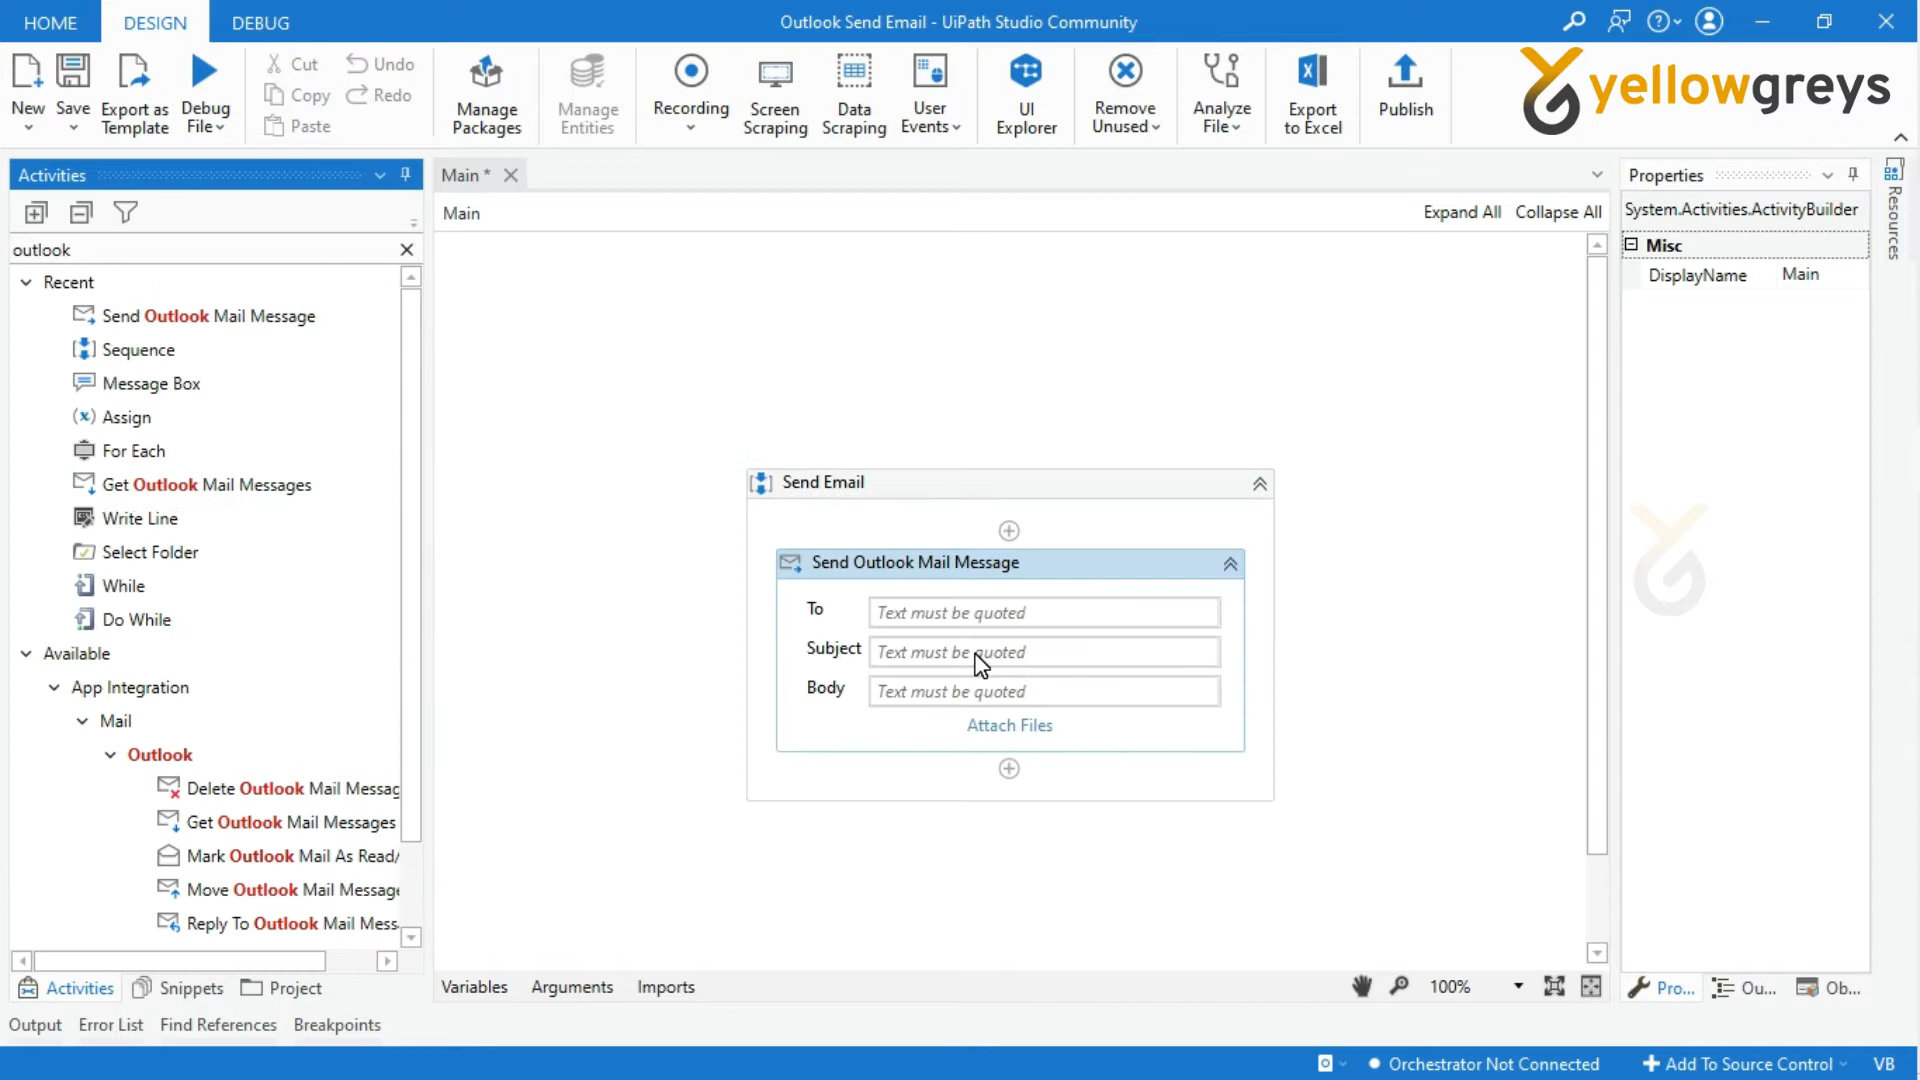 HOME
DESIGN
DEBUG
Outlook Send Email - UiPath Studio Community
New
Save
Export as
Template
Debug
File
Cut
Copy
Paste
Undo
Redo
Manage
Packages
Manage
Entities
Recording
Screen
Scraping
Data
Scraping
User
Events
UI
Explorer
Remove
Unused
Analyze
File
Export
to Excel
Publish
yellowgreys
Activities
outlook
Recent
Send Outlook Mail Message
Sequence
Message Box
Assign
For Each
Get Outlook Mail Messages
Write Line
Select Folder
While
Do While
Available
App Integration
Mail
Outlook
Delete Outlook Mail Messag
Get Outlook Mail Messages
Mark Outlook Mail As Read/
Move Outlook Mail Message
Reply To Outlook Mail Mess
Activities
Snippets
Project
Main *
Main
Expand All
Collapse All
Send Email
Send Outlook Mail Message
To
Text must be quoted
Subject
Text must be quoted
Body
Text must be quoted
Attach Files
Variables
Arguments
Imports
100%
Properties
System.Activities.ActivityBuilder
Misc
DisplayName
Main
Resources
Pro...
Ou...
Ob...
Output
Error List
Find References
Breakpoints
Orchestrator Not Connected
Add To Source Control
VB